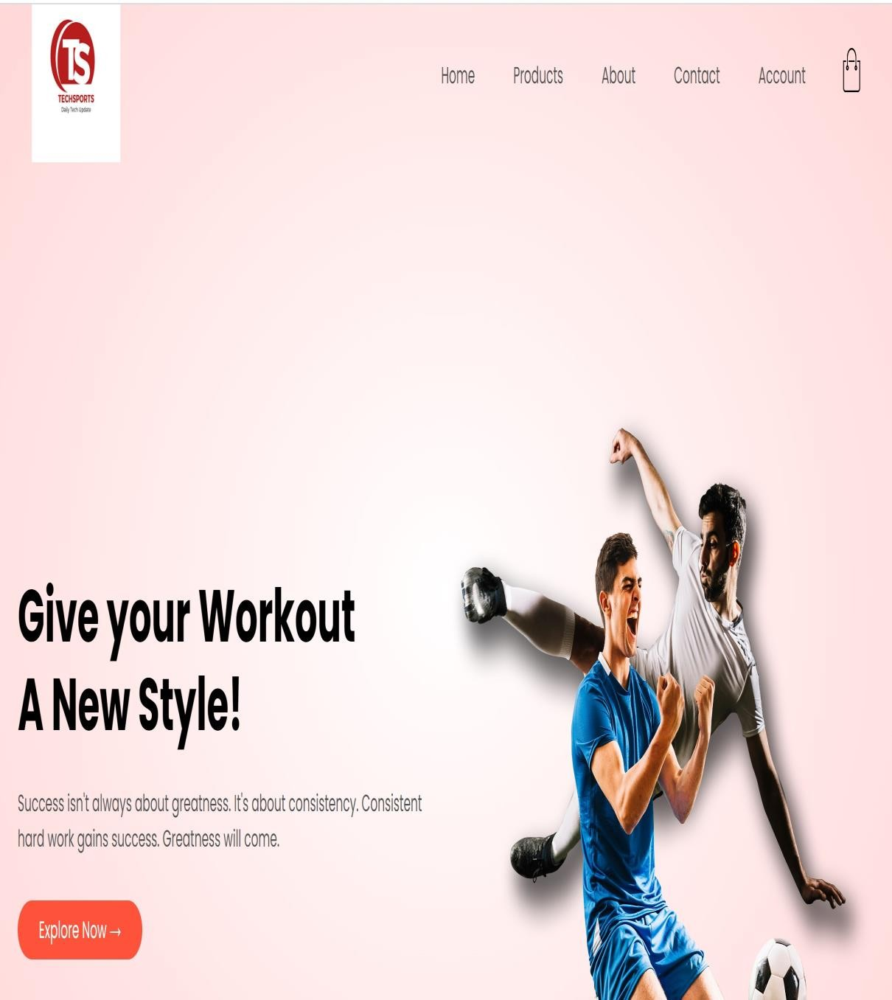 TS
TECHSPORTS
Daily Tech Update
Home Products About Contact Account
Give your Workout
A New Style!
Success isn't always about greatness. It's about consistency. Consistent
hard work gains success. Greatness will come.
Explore Now →